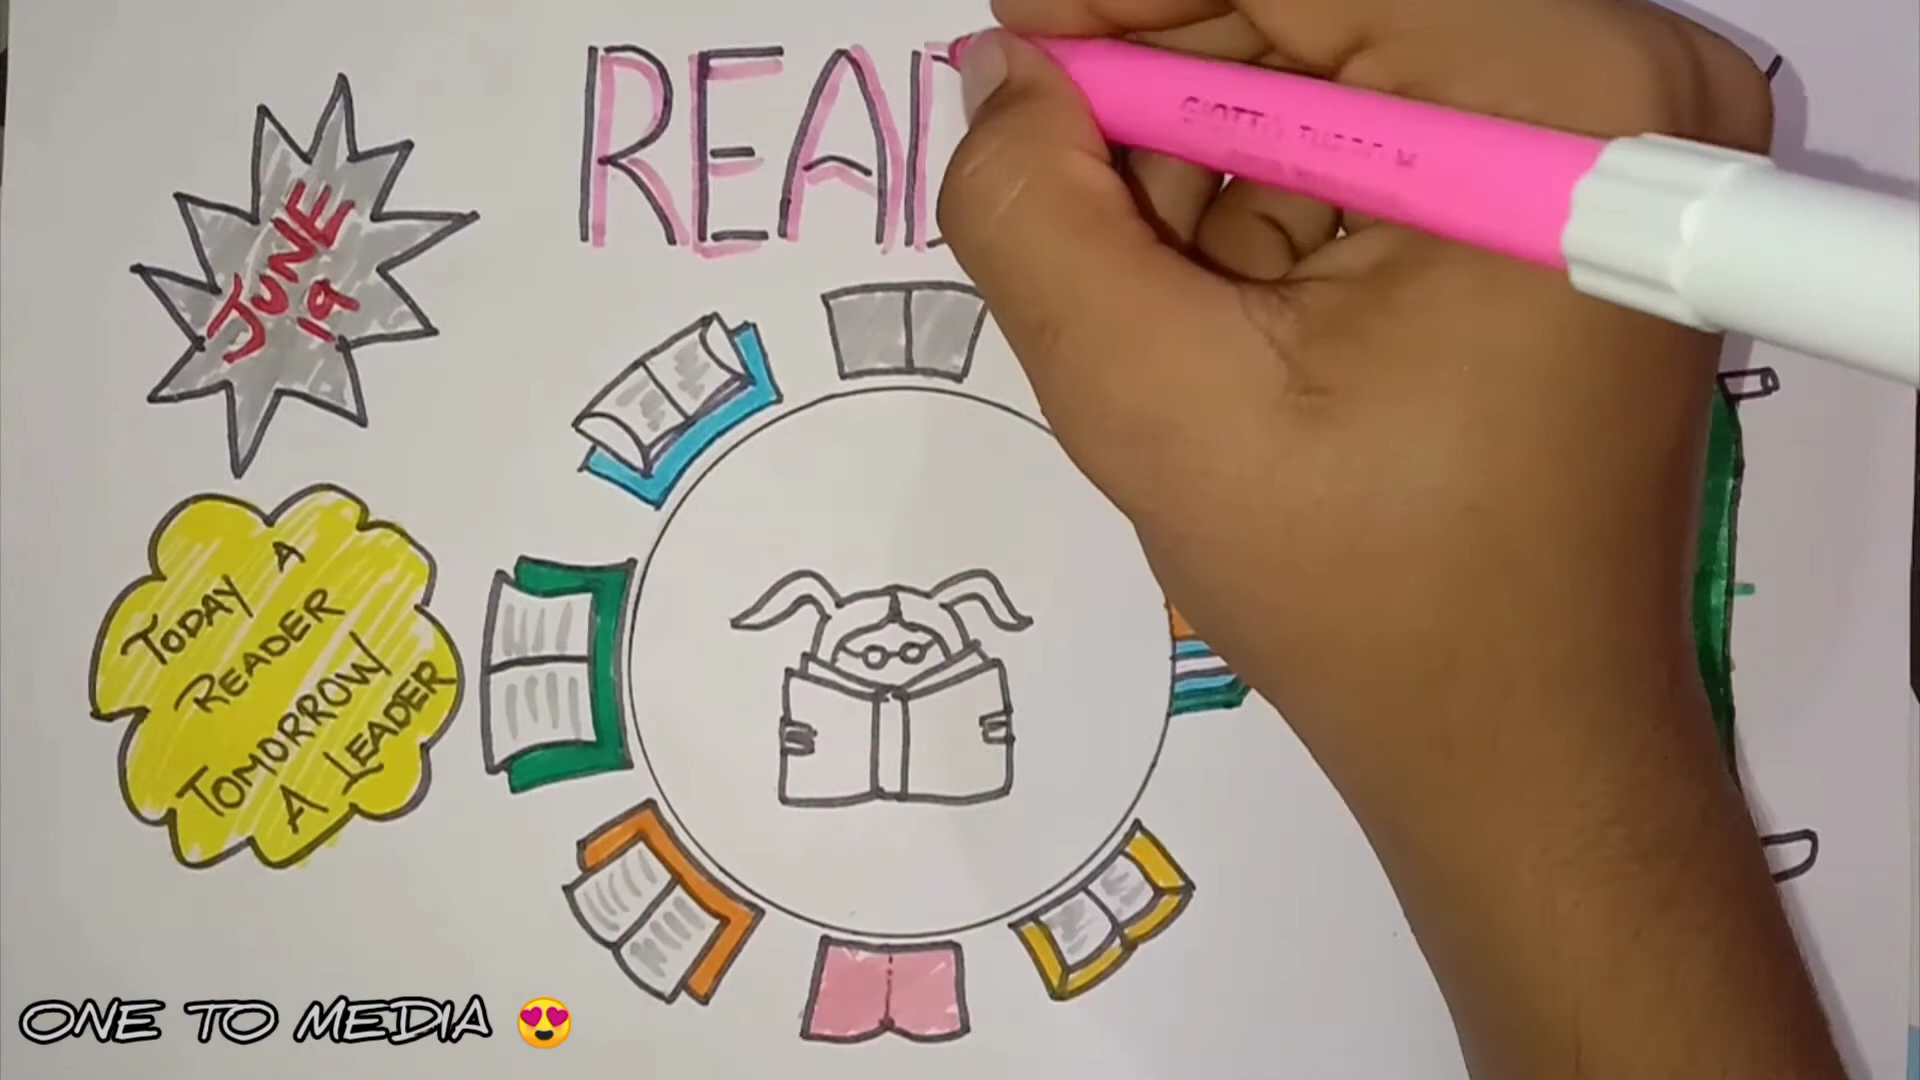 READ
JUNE
19
TODAY A
READER
TOMORROW
A LEADER
ONE TO MEDIA 😍